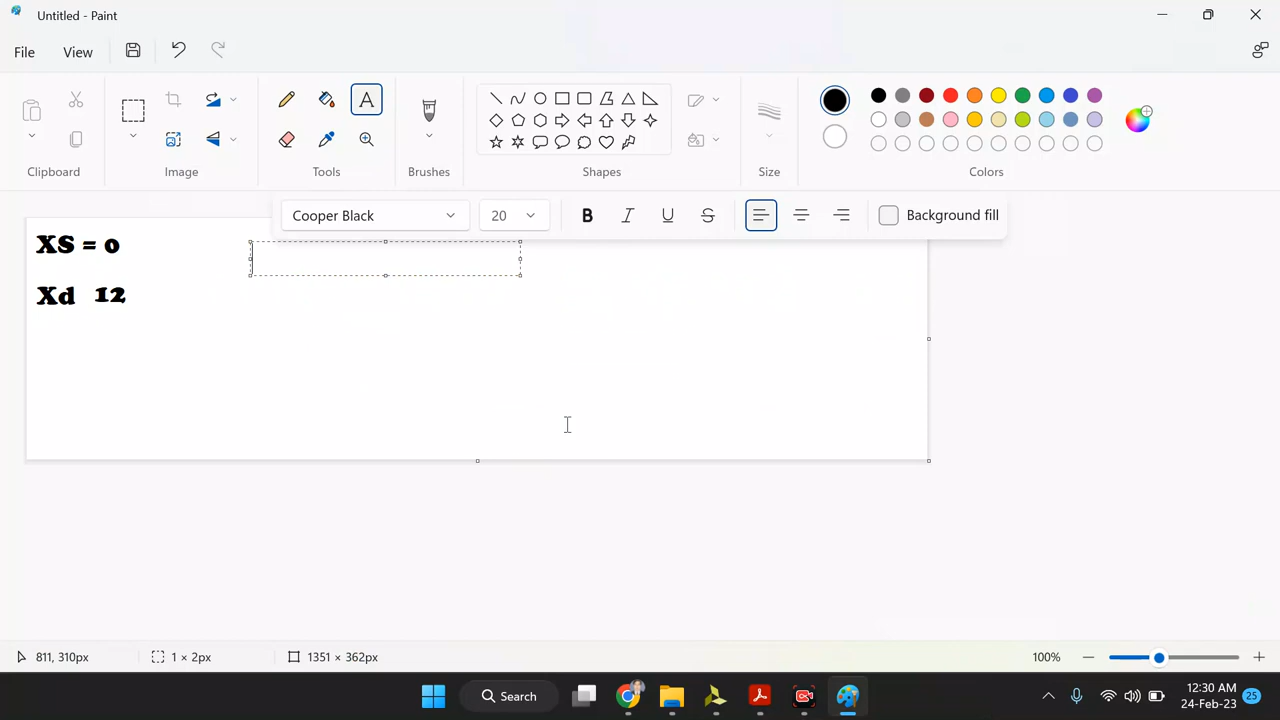 Untitled - Paint
File View
Clipboard Image Tools Brushes Shapes Size Colors
Cooper Black 20 B I U S Background fill
XS = 0
Xd 12
811, 310px 1 × 2px 1351 × 362px 100%
Search
12:30 AM
24-Feb-23 25